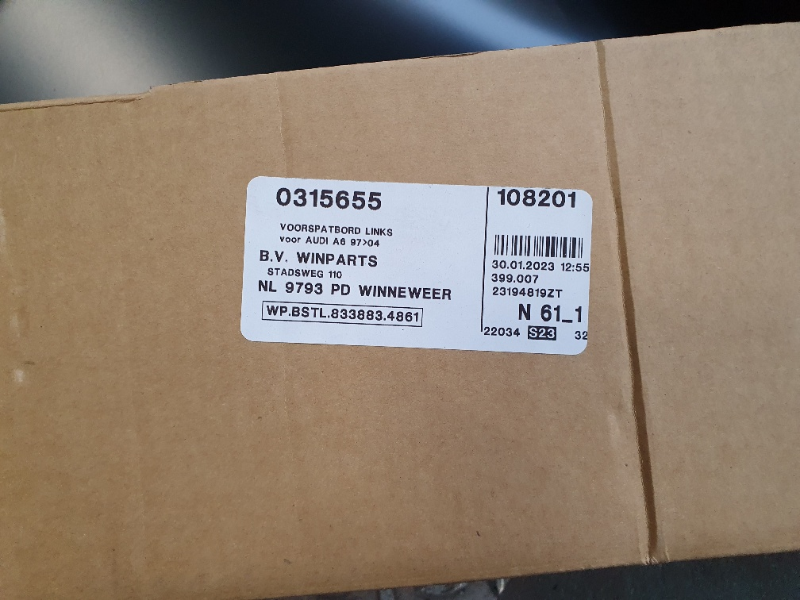 0315655
VOORSPATBORD LINKS
voor AUDI A6 97>04
B.V. WINPARTS
STADSWEG 110
NL 9793 PD WINNEWEER
WP.BSTL.833883.4861
108201
30.01.2023 12:55
399.007
23194819ZT
N 61_1
22034 S23 32